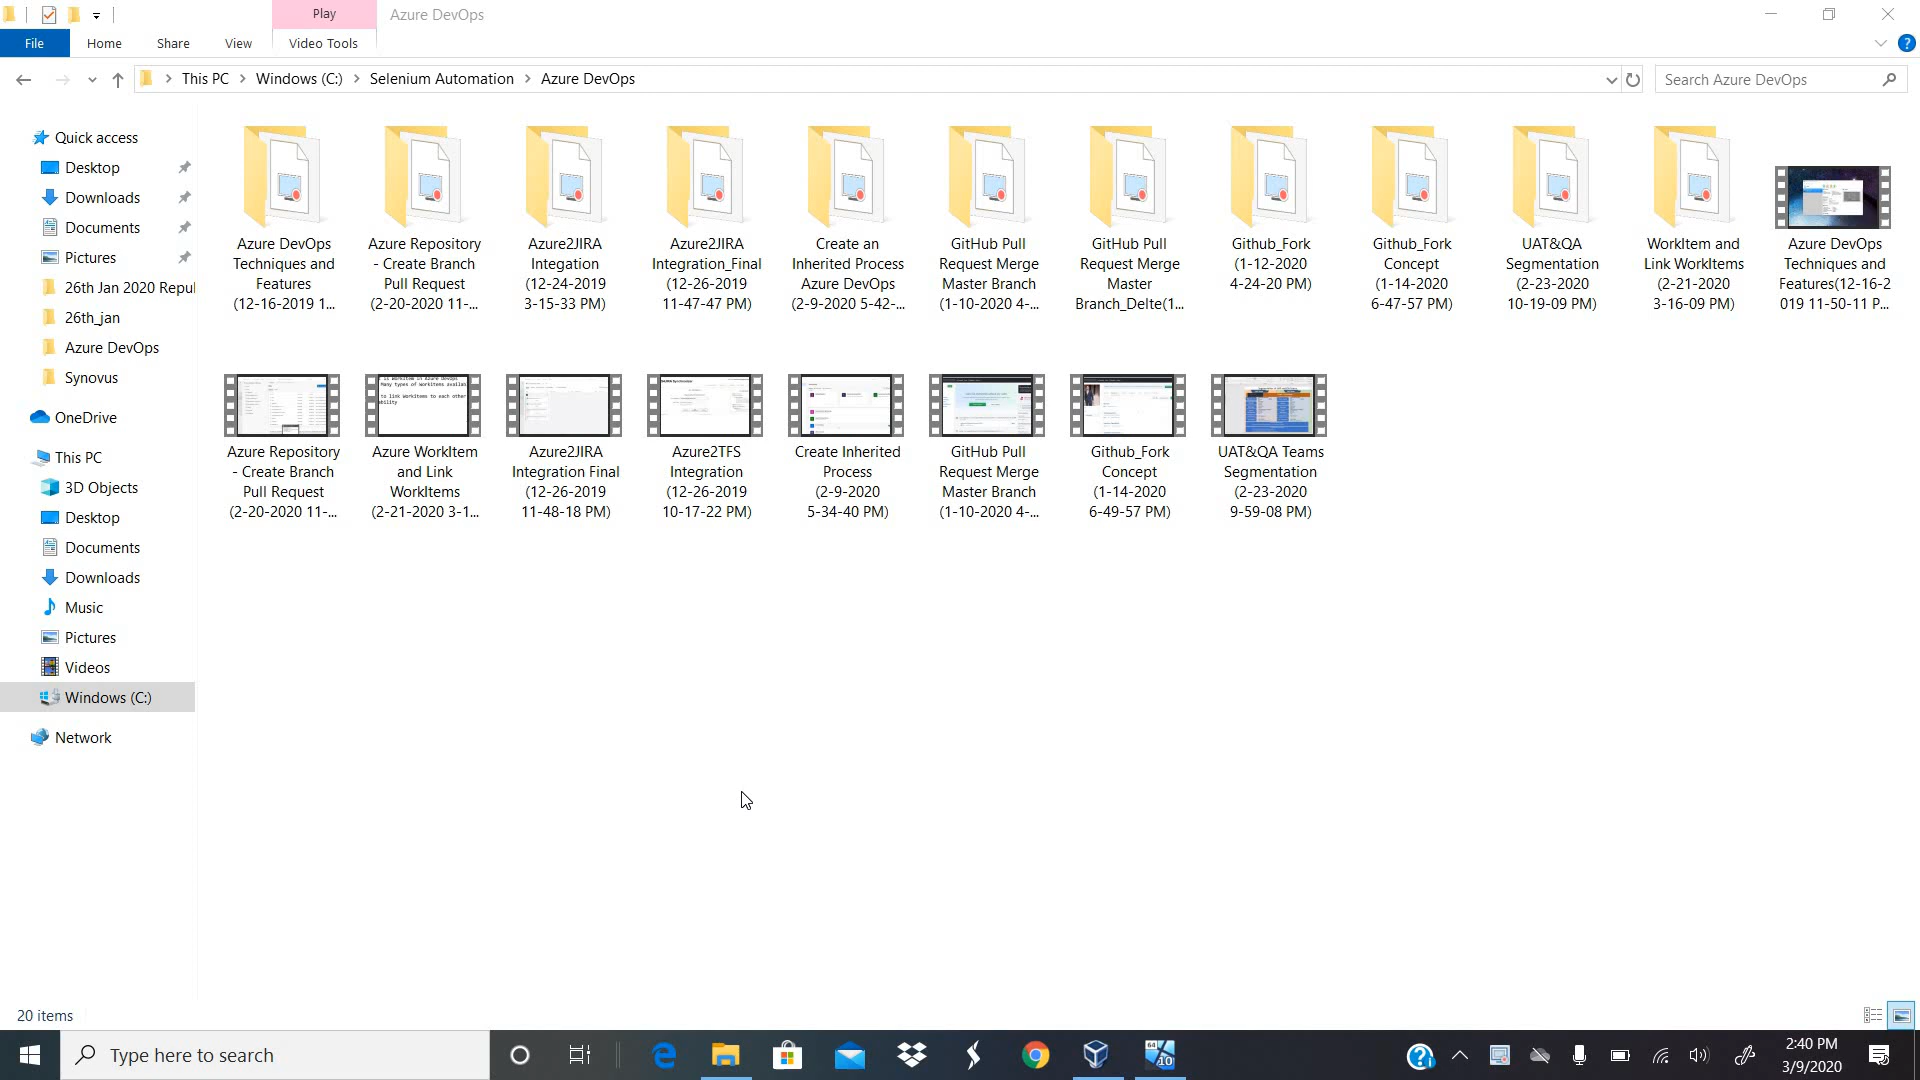 Play
Azure DevOps
File
Home
Share
View
Video Tools
This PC
Windows (C:)
Selenium Automation
Azure DevOps
Search Azure DevOps
Quick access
Desktop
Downloads
Documents
Pictures
26th Jan 2020 Repul
26th_jan
Azure DevOps
Synovus
OneDrive
This PC
3D Objects
Desktop
Documents
Downloads
Music
Pictures
Videos
Windows (C:)
Network
Azure DevOps
Techniques and
Features
(12-16-2019 1...
Azure Repository
- Create Branch
Pull Request
(2-20-2020 11-...
Azure2JIRA
Integation
(12-24-2019
3-15-33 PM)
Azure2JIRA
Integration_Final
(12-26-2019
11-47-47 PM)
Create an
Inherited Process
Azure DevOps
(2-9-2020 5-42-...
GitHub Pull
Request Merge
Master Branch
(1-10-2020 4-...
GitHub Pull
Request Merge
Master
Branch_Delte(1...
Github_Fork
(1-12-2020
4-24-20 PM)
Github_Fork
Concept
(1-14-2020
6-47-57 PM)
UAT&QA
Segmentation
(2-23-2020
10-19-09 PM)
WorkItem and
Link WorkItems
(2-21-2020
3-16-09 PM)
Azure DevOps
Techniques and
Features(12-16-2
019 11-50-11 P...
Azure Repository
- Create Branch
Pull Request
(2-20-2020 11-...
Azure WorkItem
and Link
WorkItems
(2-21-2020 3-1...
Azure2JIRA
Integration Final
(12-26-2019
11-48-18 PM)
Azure2TFS
Integration
(12-26-2019
10-17-22 PM)
Create Inherited
Process
(2-9-2020
5-34-40 PM)
GitHub Pull
Request Merge
Master Branch
(1-10-2020 4-...
Github_Fork
Concept
(1-14-2020
6-49-57 PM)
UAT&QA Teams
Segmentation
(2-23-2020
9-59-08 PM)
20 items
Type here to search
64
10
2:40 PM
3/9/2020